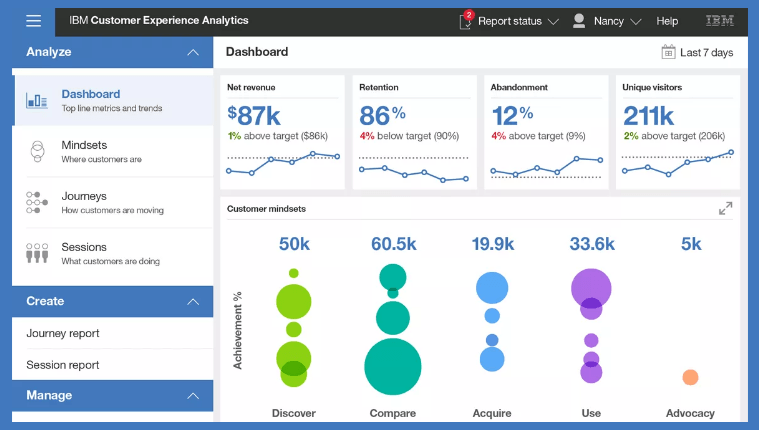 IBM Customer Experience Analytics
2
Report status
Nancy
Help
IBM
Analyze
Dashboard
Top line metrics and trends
Mindsets
Where customers are
Journeys
How customers are moving
Sessions
What customers are doing
Create
Journey report
Session report
Manage
Dashboard
Last 7 days
Net revenue
$87k
1% above target ($86k)
Retention
86%
4% below target (90%)
Abandonment
12%
4% above target (9%)
Unique visitors
211k
2% above target (206k)
Customer mindsets
50k
60.5k
19.9k
33.6k
5k
Achievement %
Discover
Compare
Acquire
Use
Advocacy